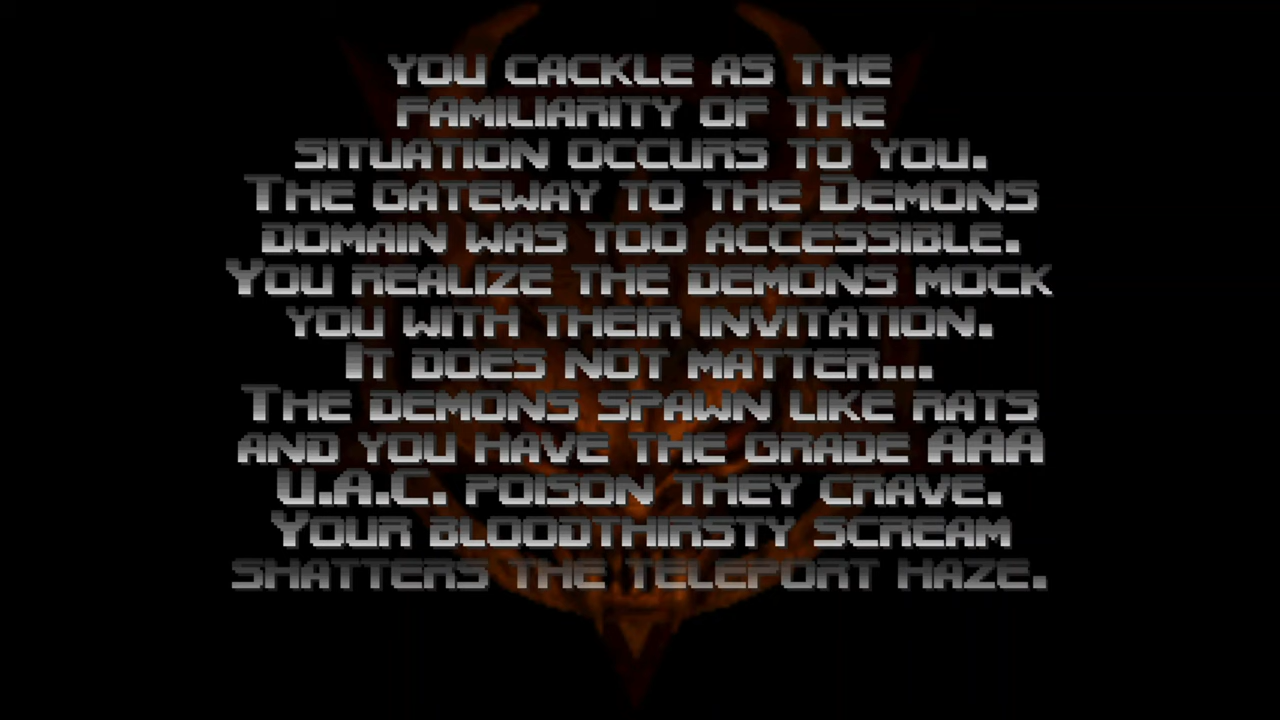 you cackle as the
familiarity of the
situation occurs to you.
The gateway to the Demons
domain was too accessible.
You realize the demons mock
you with their invitation.
It does not matter...
The demons spawn like rats
and you have the grade AAA
U.A.C. poison they crave.
Your bloodthirsty scream
shatters the teleport haze.